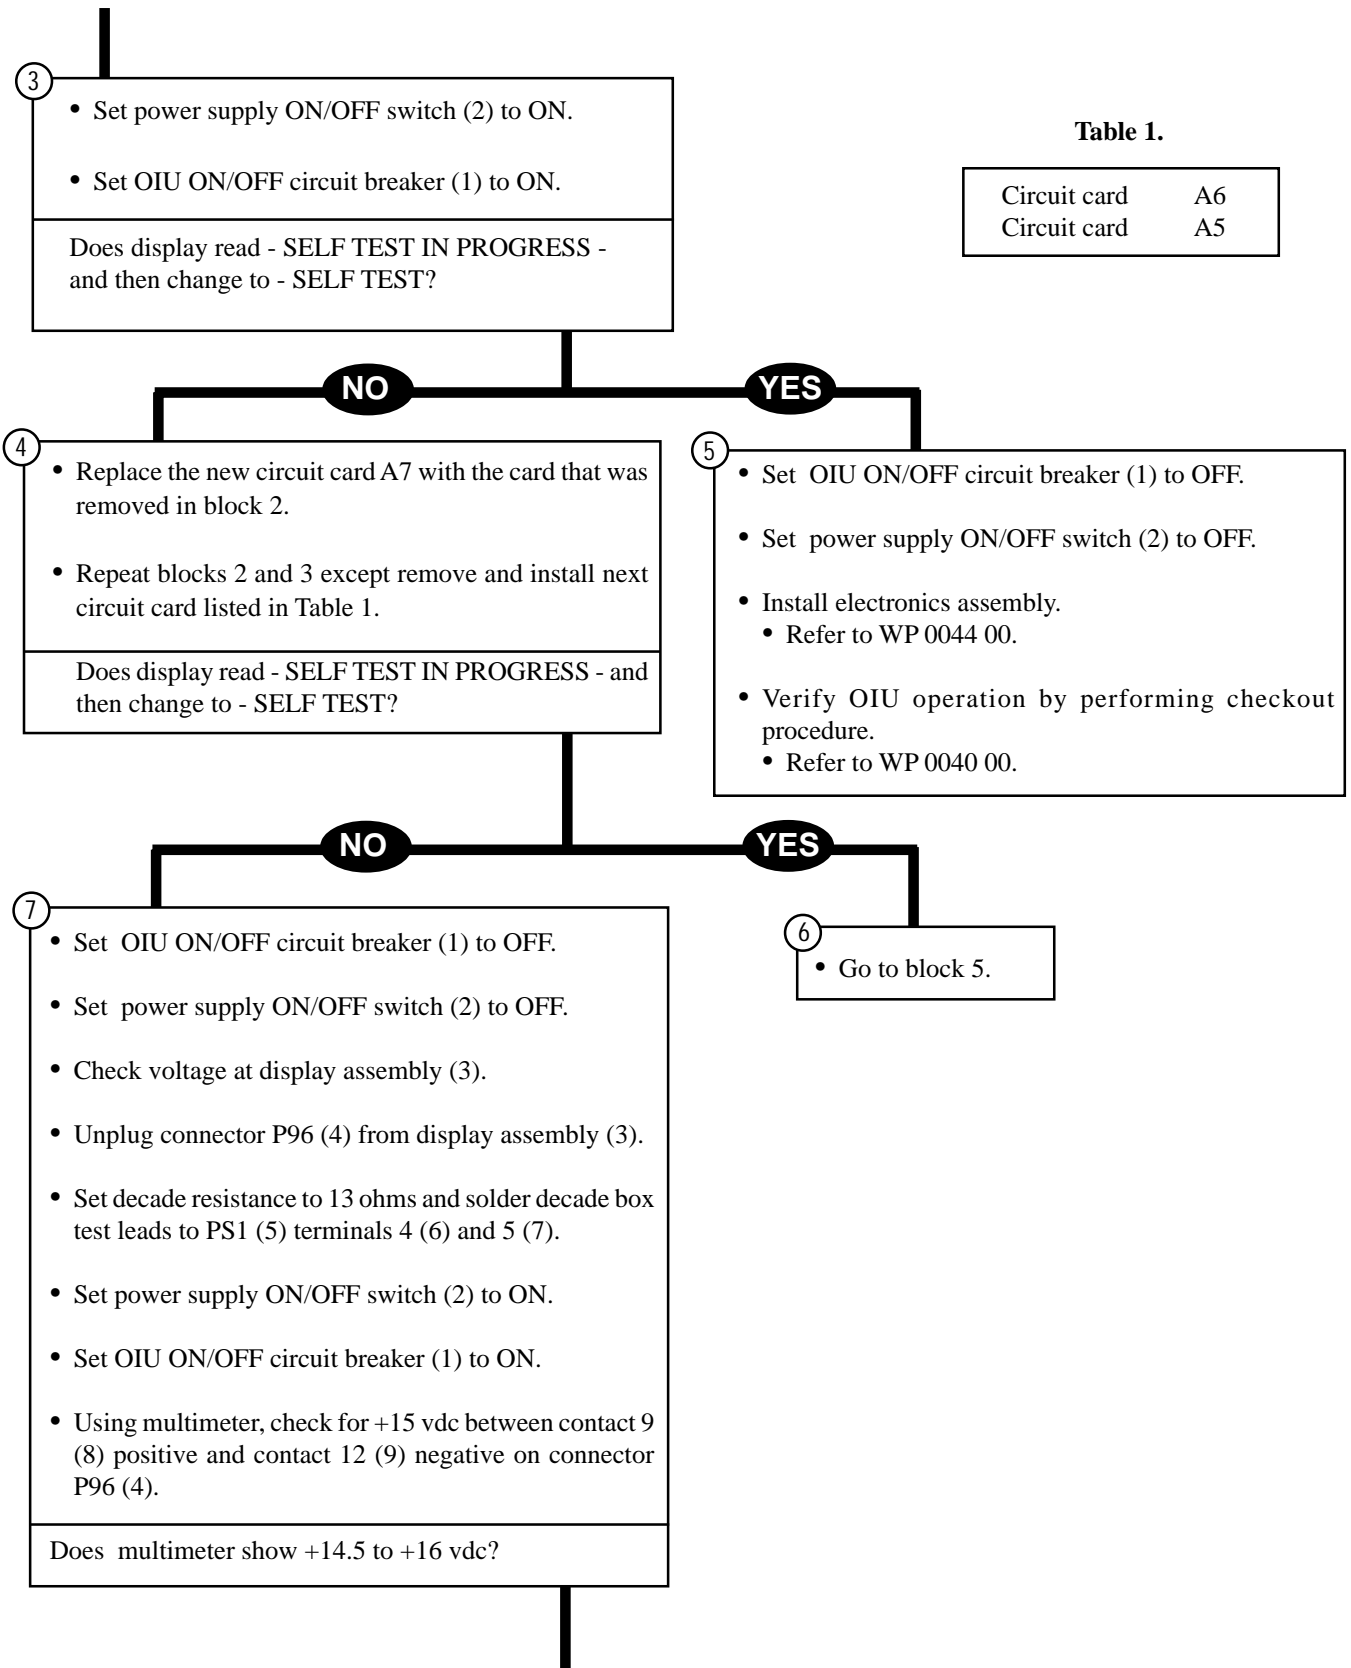 3
• Set power supply ON/OFF switch (2) to ON.
• Set OIU ON/OFF circuit breaker (1) to ON.
Does display read - SELF TEST IN PROGRESS -
and then change to - SELF TEST?
Table 1.
Circuit card A6
Circuit card A5
NO
YES
4
• Replace the new circuit card A7 with the card that was
removed in block 2.
• Repeat blocks 2 and 3 except remove and install next
circuit card listed in Table 1.
Does display read - SELF TEST IN PROGRESS - and
then change to - SELF TEST?
5
• Set OIU ON/OFF circuit breaker (1) to OFF.
• Set power supply ON/OFF switch (2) to OFF.
• Install electronics assembly.
• Refer to WP 0044 00.
• Verify OIU operation by performing checkout
procedure.
• Refer to WP 0040 00.
NO
YES
7
• Set OIU ON/OFF circuit breaker (1) to OFF.
• Set power supply ON/OFF switch (2) to OFF.
• Check voltage at display assembly (3).
• Unplug connector P96 (4) from display assembly (3).
• Set decade resistance to 13 ohms and solder decade box
test leads to PS1 (5) terminals 4 (6) and 5 (7).
• Set power supply ON/OFF switch (2) to ON.
• Set OIU ON/OFF circuit breaker (1) to ON.
• Using multimeter, check for +15 vdc between contact 9
(8) positive and contact 12 (9) negative on connector
P96 (4).
Does multimeter show +14.5 to +16 vdc?
6
• Go to block 5.